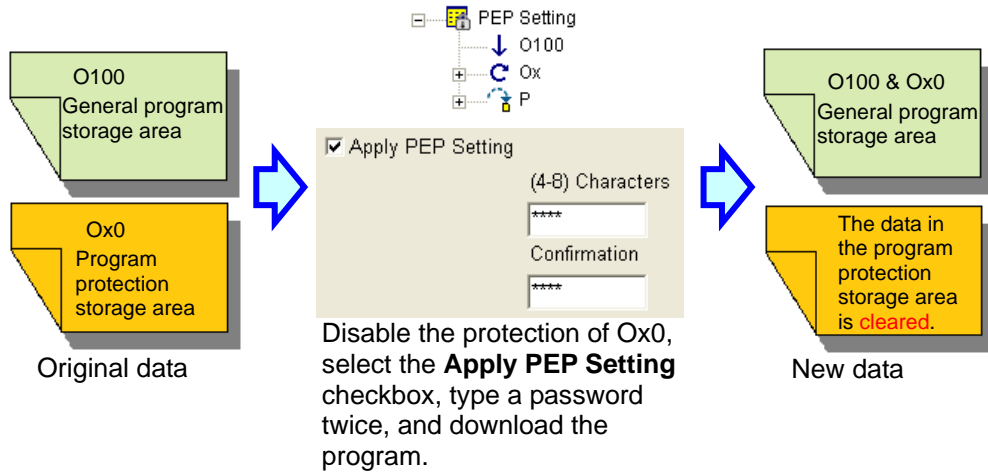 PEP Setting
O100
Ox
P
O100
General program
storage area
Ox0
Program
protection
storage area
Original data
Apply PEP Setting
(4-8) Characters
****
Confirmation
****
Disable the protection of Ox0,
select the Apply PEP Setting
checkbox, type a password
twice, and download the
program.
O100 & Ox0
General program
storage area
The data in
the program
protection
storage area
is cleared.
New data